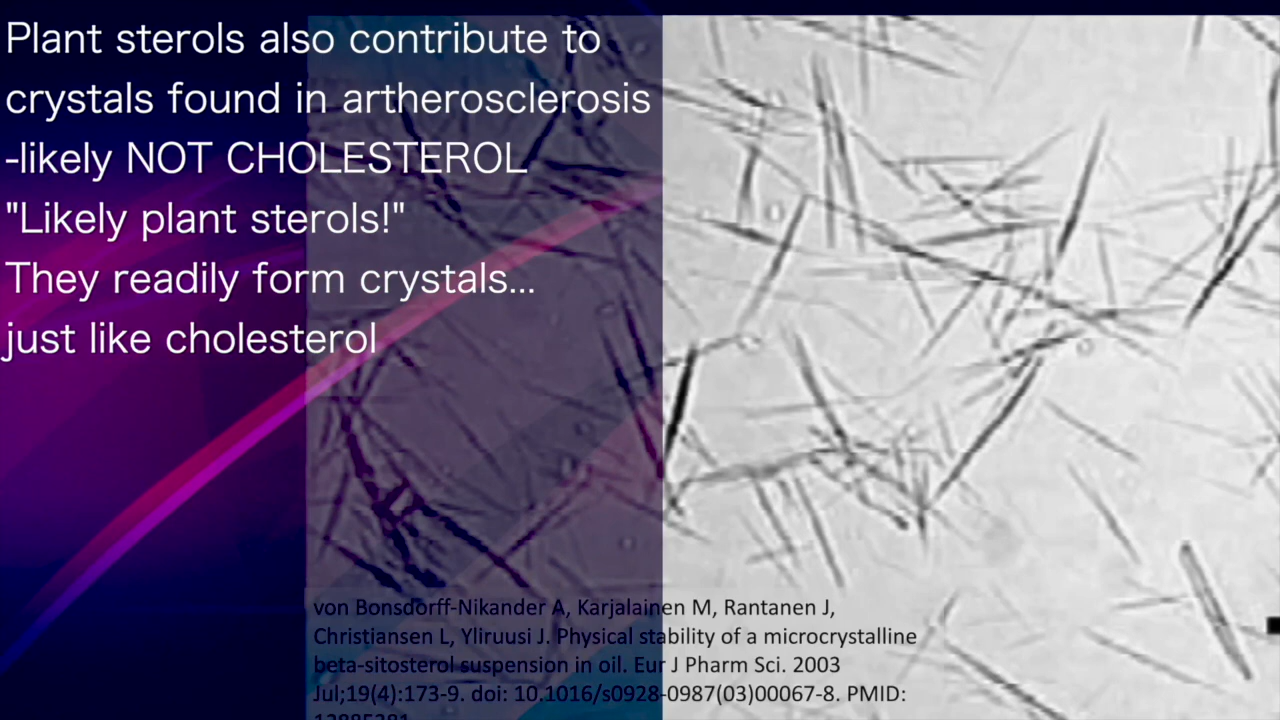 Plant sterols also contribute to
crystals found in artherosclerosis
-likely NOT CHOLESTEROL
"Likely plant sterols!"
They readily form crystals...
just like cholesterol
von Bonsdorff-Nikander A, Karjalainen M, Rantanen J,
Christiansen L, Yliruusi J. Physical stability of a microcrystalline
beta-sitosterol suspension in oil. Eur J Pharm Sci. 2003
Jul;19(4):173-9. doi: 10.1016/s0928-0987(03)00067-8. PMID: